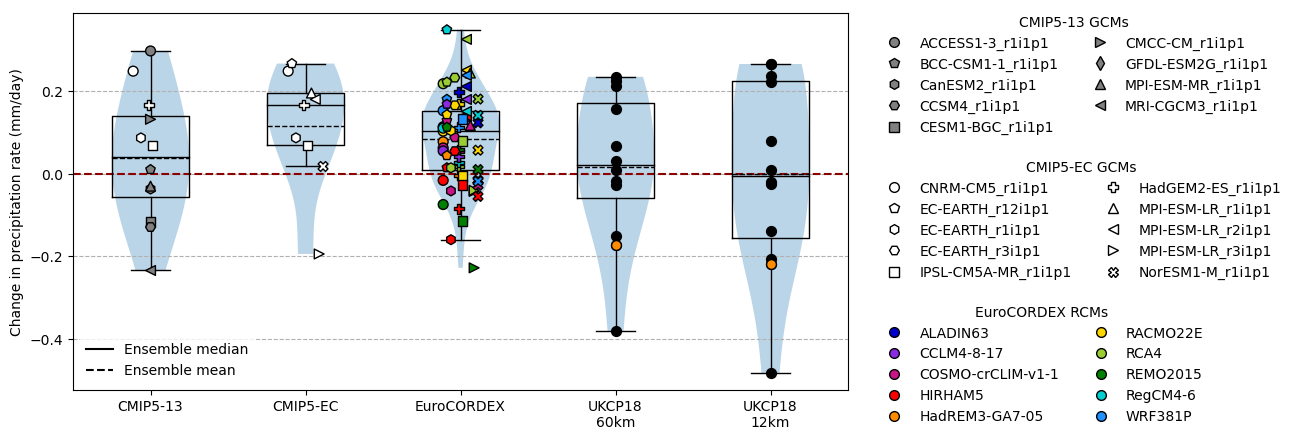 Change in precipitation rate (mm/day)
0.2
0.0
−0.2
−0.4
Ensemble median
Ensemble mean
CMIP5-13
CMIP5-EC
EuroCORDEX
UKCP18
60km
UKCP18
12km
CMIP5-13 GCMs
ACCESS1-3_r1i1p1
BCC-CSM1-1_r1i1p1
CanESM2_r1i1p1
CCSM4_r1i1p1
CESM1-BGC_r1i1p1
CMCC-CM_r1i1p1
GFDL-ESM2G_r1i1p1
MPI-ESM-MR_r1i1p1
MRI-CGCM3_r1i1p1
CMIP5-EC GCMs
CNRM-CM5_r1i1p1
EC-EARTH_r12i1p1
EC-EARTH_r1i1p1
EC-EARTH_r3i1p1
IPSL-CM5A-MR_r1i1p1
HadGEM2-ES_r1i1p1
MPI-ESM-LR_r1i1p1
MPI-ESM-LR_r2i1p1
MPI-ESM-LR_r3i1p1
NorESM1-M_r1i1p1
EuroCORDEX RCMs
ALADIN63
CCLM4-8-17
COSMO-crCLIM-v1-1
HIRHAM5
HadREM3-GA7-05
RACMO22E
RCA4
REMO2015
RegCM4-6
WRF381P